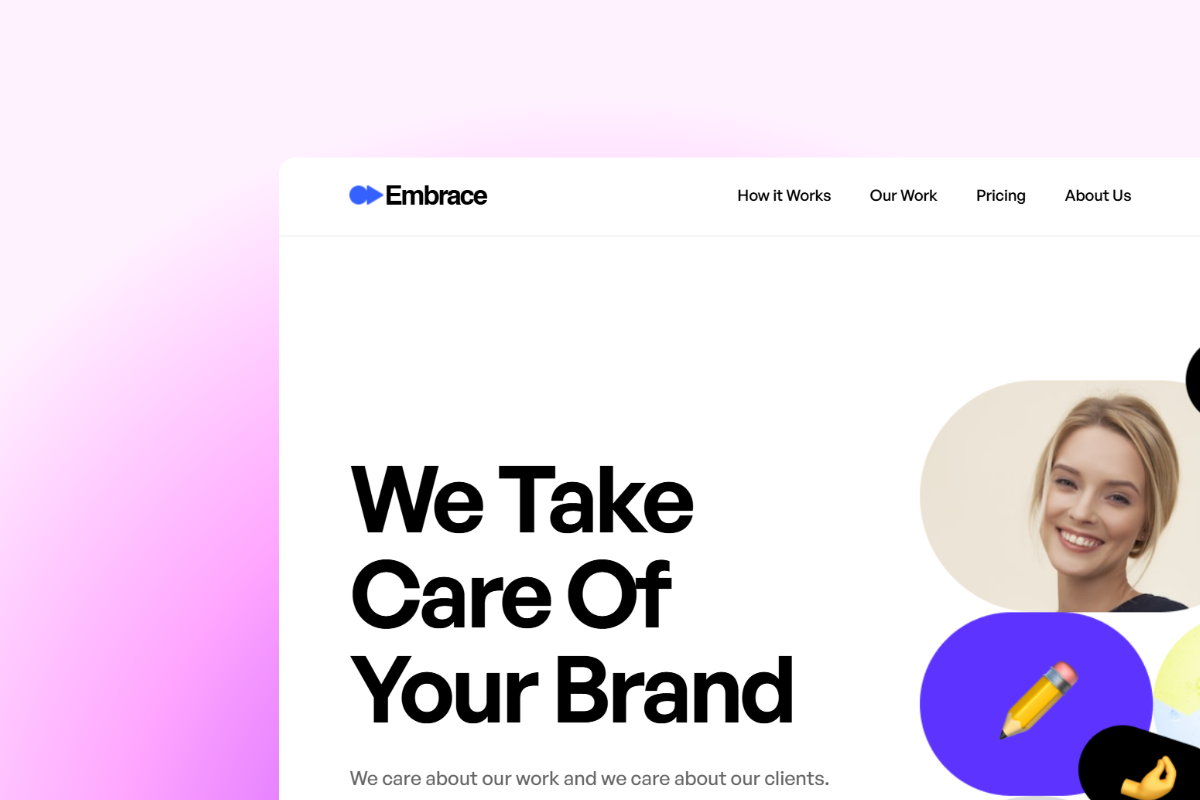 Embrace
How it Works
Our Work
Pricing
About Us
We Take
Care Of
Your Brand
We care about our work and we care about our clients.